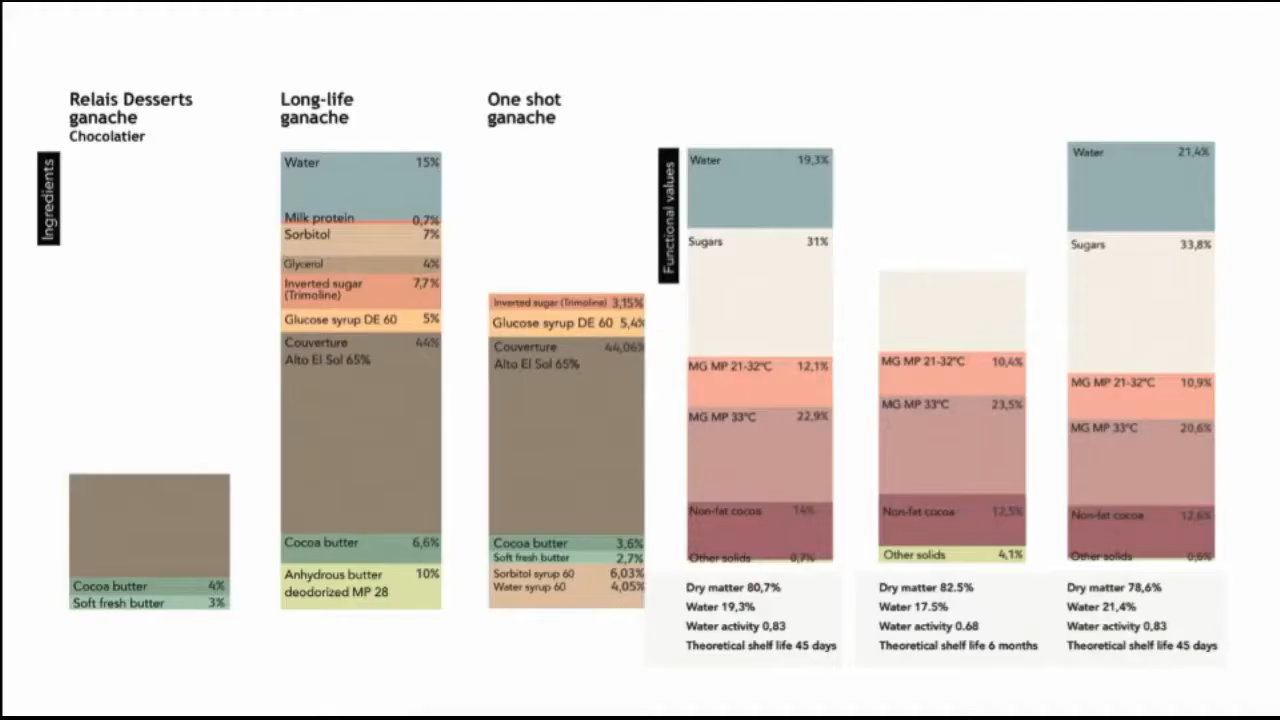 Relais Desserts
ganache
Chocolatier
Long-life
ganache
One shot
ganache
Ingredients
Cocoa butter 4%
Soft fresh butter 3%
Water 15%
Milk protein 0,7%
Sorbitol 7%
Glycerol 4%
Inverted sugar 7,7%
(Trimoline)
Glucose syrup DE 60 5%
Couverture 44%
Alto El Sol 65%
Cocoa butter 6,6%
Anhydrous butter 10%
deodorized MP 28
Inverted sugar (Trimoline) 3,15%
Glucose syrup DE 60 5,4%
Couverture 44,06%
Alto El Sol 65%
Cocoa butter 3,6%
Soft fresh butter 2,7%
Sorbitol syrup 60 6,03%
Water syrup 60 4,05%
Functional values
Water 19,3%
Sugars 31%
MG MP 21-32°C 12,1%
MG MP 33°C 22,9%
Non-fat cocoa 14%
Other solids 0,7%
Dry matter 80,7%
Water 19,3%
Water activity 0,83
Theoretical shelf life 45 days
MG MP 21-32°C 10,4%
MG MP 33°C 23,5%
Non-fat cocoa 12,5%
Other solids 4,1%
Dry matter 82.5%
Water 17.5%
Water activity 0.68
Theoretical shelf life 6 months
Water 21,4%
Sugars 33,8%
MG MP 21-32°C 10,9%
MG MP 33°C 20,6%
Non-fat cocoa 12,6%
Other solids 0,6%
Dry matter 78,6%
Water 21,4%
Water activity 0,83
Theoretical shelf life 45 days